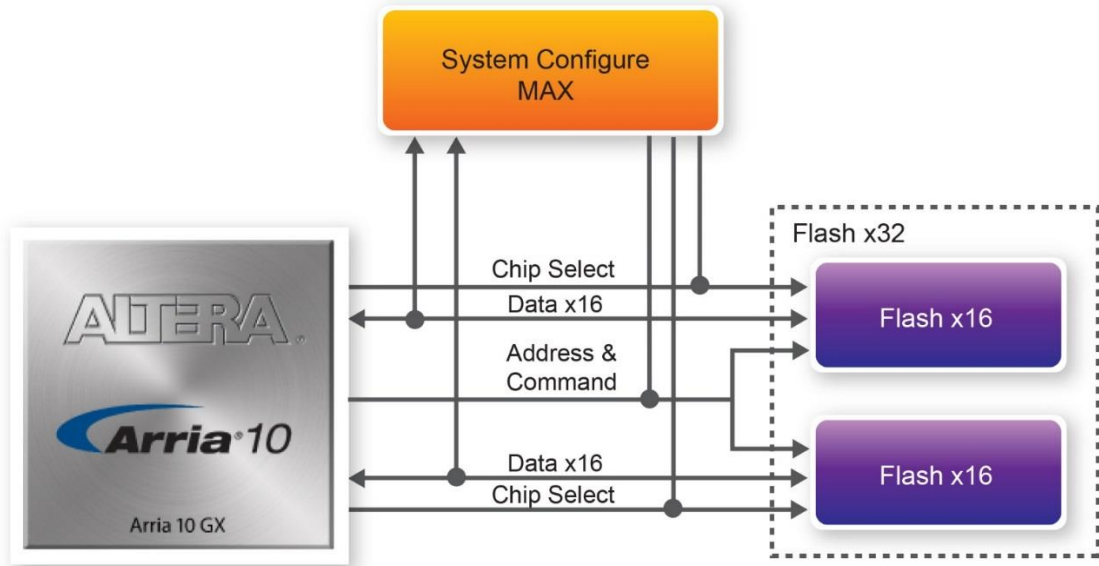 System Configure
MAX
Flash x32
Chip Select
Data x16
Flash x16
Address &
Command
ALTERA®
Arria® 10
Data x16
Flash x16
Chip Select
Arria 10 GX